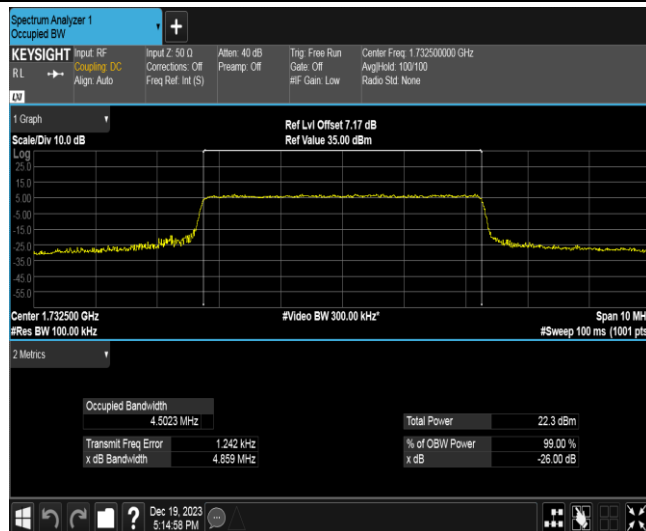 Spectrum Analyzer 1
Occupied BW
+
KEYSIGHT
RL
Input: RF
Coupling: DC
Align: Auto
Input Z: 50 Ω
Corrections: Off
Freq Ref: Int (S)
Atten: 40 dB
Preamp: Off
Trig: Free Run
Gate: Off
#IF Gain: Low
Center Freq: 1.732500000 GHz
Avg|Hold: 100/100
Radio Std: None
1 Graph
Scale/Div 10.0 dB
Ref Lvl Offset 7.17 dB
Ref Value 35.00 dBm
Log
25.0
15.0
5.00
-5.00
-15.0
-25.0
-35.0
-45.0
-55.0
Center 1.732500 GHz
#Res BW 100.00 kHz
#Video BW 300.00 kHz*
Span 10 MH
#Sweep 100 ms (1001 pts
2 Metrics
Occupied Bandwidth
4.5023 MHz
Transmit Freq Error 1.242 kHz
x dB Bandwidth 4.859 MHz
Total Power 22.3 dBm
% of OBW Power 99.00 %
x dB -26.00 dB
?
Dec 19, 2023
5:14:58 PM